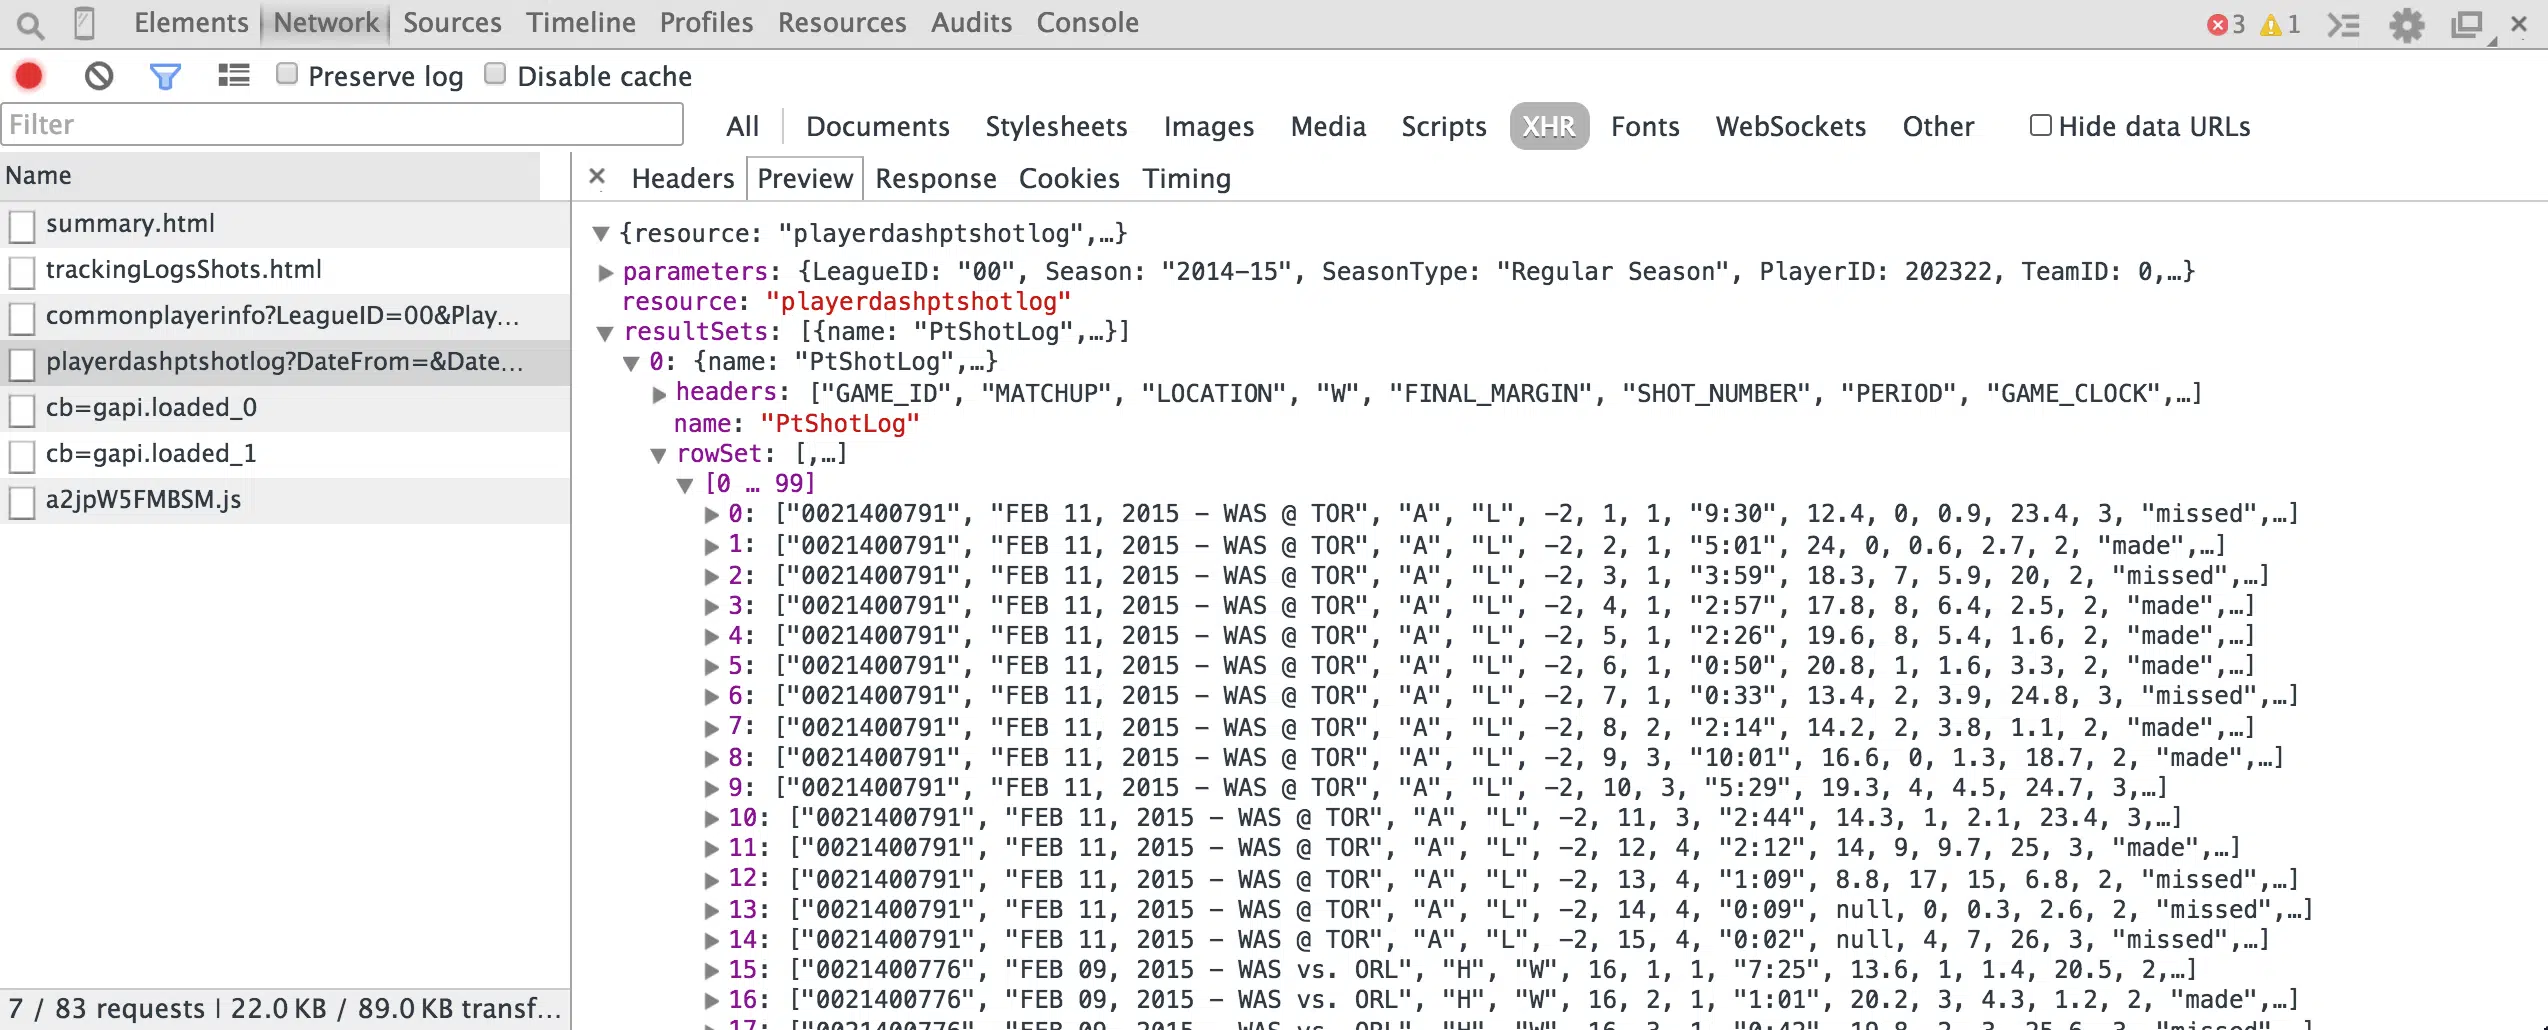 Elements Network Sources Timeline Profiles Resources Audits Console 3 1
Preserve log Disable cache
Filter All Documents Stylesheets Images Media Scripts XHR Fonts WebSockets Other Hide data URLs
Name
summary.html
trackingLogsShots.html
commonplayerinfo?LeagueID=00&Play…
playerdashptshotlog?DateFrom=&Date…
cb=gapi.loaded_0
cb=gapi.loaded_1
a2jpW5FMBSM.js
7 / 83 requests | 22.0 KB / 89.0 KB transf…
× Headers Preview Response Cookies Timing
{resource: "playerdashptshotlog",…}
parameters: {LeagueID: "00", Season: "2014-15", SeasonType: "Regular Season", PlayerID: 202322, TeamID: 0,…}
resource: "playerdashptshotlog"
resultSets: [{name: "PtShotLog",…}]
0: {name: "PtShotLog",…}
headers: ["GAME_ID", "MATCHUP", "LOCATION", "W", "FINAL_MARGIN", "SHOT_NUMBER", "PERIOD", "GAME_CLOCK",…]
name: "PtShotLog"
rowSet: [,…]
[0 … 99]
0: ["0021400791", "FEB 11, 2015 - WAS @ TOR", "A", "L", -2, 1, 1, "9:30", 12.4, 0, 0.9, 23.4, 3, "missed",…]
1: ["0021400791", "FEB 11, 2015 - WAS @ TOR", "A", "L", -2, 2, 1, "5:01", 24, 0, 0.6, 2.7, 2, "made",…]
2: ["0021400791", "FEB 11, 2015 - WAS @ TOR", "A", "L", -2, 3, 1, "3:59", 18.3, 7, 5.9, 20, 2, "missed",…]
3: ["0021400791", "FEB 11, 2015 - WAS @ TOR", "A", "L", -2, 4, 1, "2:57", 17.8, 8, 6.4, 2.5, 2, "made",…]
4: ["0021400791", "FEB 11, 2015 - WAS @ TOR", "A", "L", -2, 5, 1, "2:26", 19.6, 8, 5.4, 1.6, 2, "made",…]
5: ["0021400791", "FEB 11, 2015 - WAS @ TOR", "A", "L", -2, 6, 1, "0:50", 20.8, 1, 1.6, 3.3, 2, "made",…]
6: ["0021400791", "FEB 11, 2015 - WAS @ TOR", "A", "L", -2, 7, 1, "0:33", 13.4, 2, 3.9, 24.8, 3, "missed",…]
7: ["0021400791", "FEB 11, 2015 - WAS @ TOR", "A", "L", -2, 8, 2, "2:14", 14.2, 2, 3.8, 1.1, 2, "made",…]
8: ["0021400791", "FEB 11, 2015 - WAS @ TOR", "A", "L", -2, 9, 3, "10:01", 16.6, 0, 1.3, 18.7, 2, "made",…]
9: ["0021400791", "FEB 11, 2015 - WAS @ TOR", "A", "L", -2, 10, 3, "5:29", 19.3, 4, 4.5, 24.7, 3,…]
10: ["0021400791", "FEB 11, 2015 - WAS @ TOR", "A", "L", -2, 11, 3, "2:44", 14.3, 1, 2.1, 23.4, 3,…]
11: ["0021400791", "FEB 11, 2015 - WAS @ TOR", "A", "L", -2, 12, 4, "2:12", 14, 9, 9.7, 25, 3, "made",…]
12: ["0021400791", "FEB 11, 2015 - WAS @ TOR", "A", "L", -2, 13, 4, "1:09", 8.8, 17, 15, 6.8, 2, "missed",…]
13: ["0021400791", "FEB 11, 2015 - WAS @ TOR", "A", "L", -2, 14, 4, "0:09", null, 0, 0.3, 2.6, 2, "missed",…]
14: ["0021400791", "FEB 11, 2015 - WAS @ TOR", "A", "L", -2, 15, 4, "0:02", null, 4, 7, 26, 3, "missed",…]
15: ["0021400776", "FEB 09, 2015 - WAS vs. ORL", "H", "W", 16, 1, 1, "7:25", 13.6, 1, 1.4, 20.5, 2,…]
16: ["0021400776", "FEB 09, 2015 - WAS vs. ORL", "H", "W", 16, 2, 1, "1:01", 20.2, 3, 4.3, 1.2, 2, "made",…]
17: ["0021400776", "FEB 09, 2015 - WAS vs. ORL", "H", "W", 16, 3, 1, "0:42", 19.8, 2, 3, 25.6, 3, "missed",…]